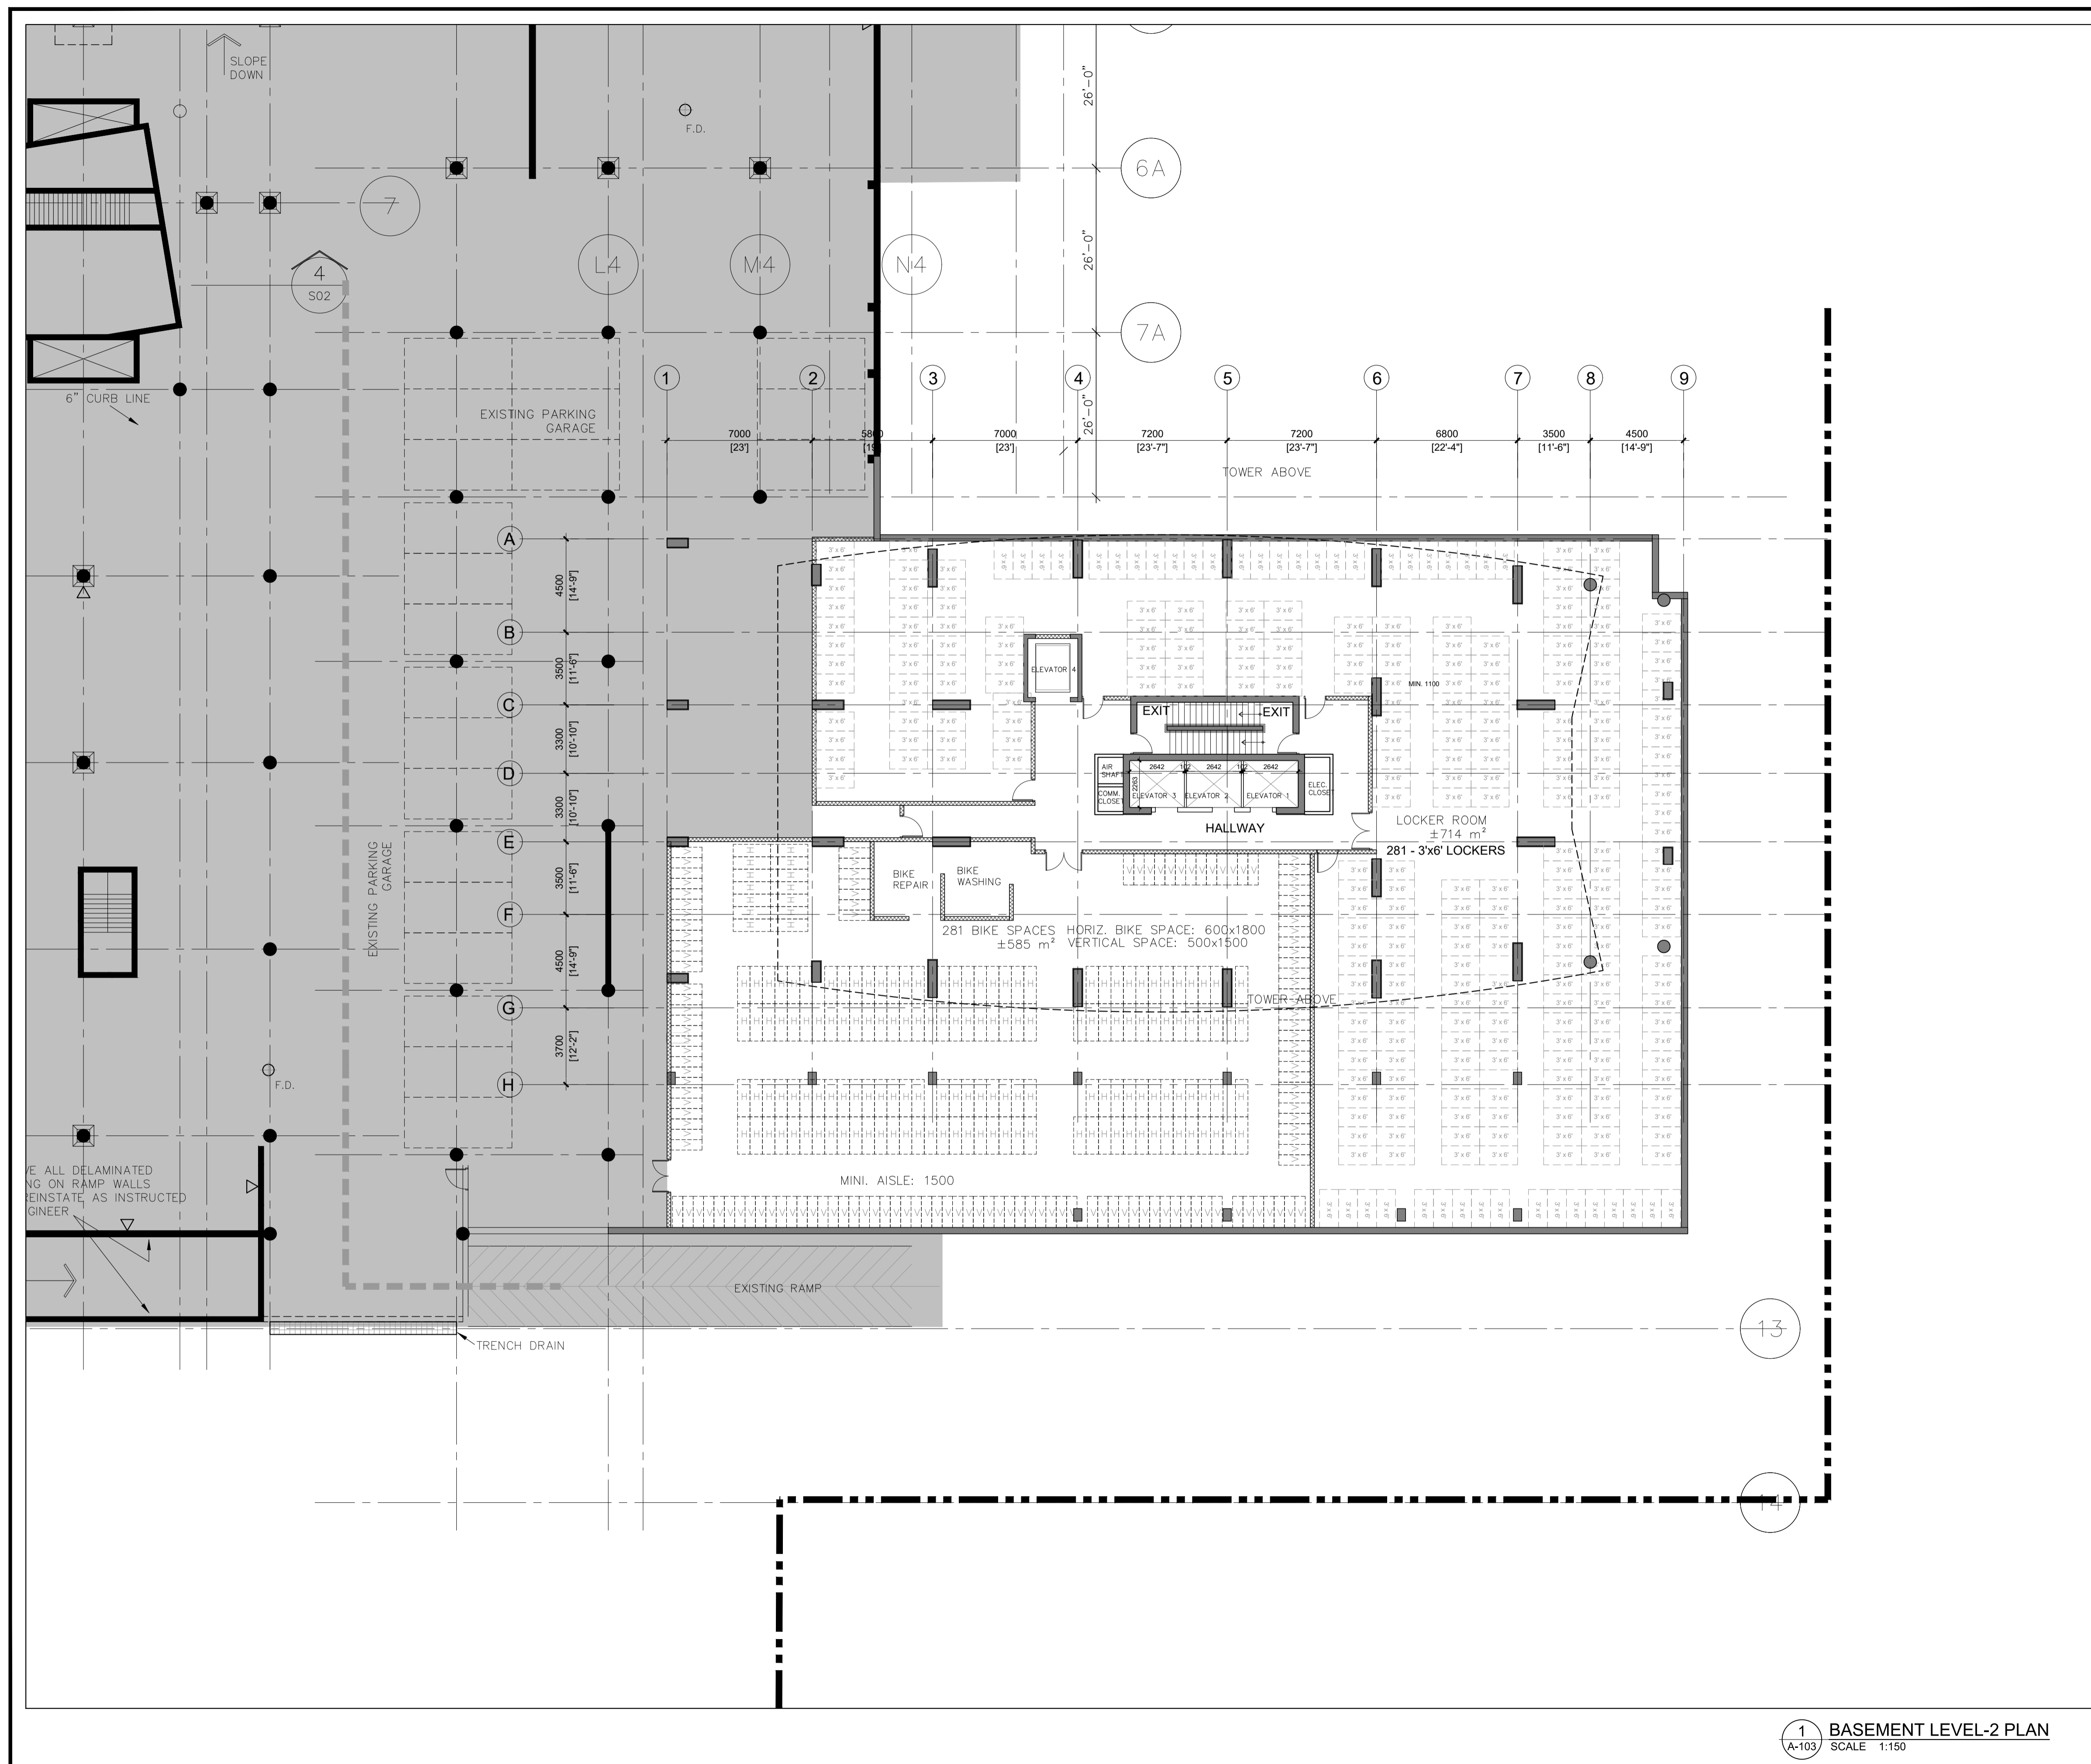 SLOPE
DOWN
F.D.
26'-0"
6A
7
4
S02
L4
M4
N4
26'-0"
7A
6" CURB LINE
EXISTING PARKING
GARAGE
26'-0"
1
2
3
4
5
6
7
8
9
7000
[23']
7000
[23']
7200
[23'-7"]
7200
[23'-7"]
6800
[22'-4"]
3500
[11'-6"]
4500
[14'-9"]
TOWER ABOVE
A
4500
[14'-9"]
B
3500
[11'-6"]
C
3300
[10'-10"]
D
3300
[10'-10"]
E
3500
[11'-6"]
F
4500
[14'-9"]
G
3700
[12'-2"]
H
3' x 6'
ELEVATOR 4
MIN. 1100
EXIT
EXIT
AIR
SHAFT
COMM.
CLOSET
2642
2642
2642
2263
ELEVATOR 3
ELEVATOR 2
ELEVATOR 1
ELEC.
CLOSET
HALLWAY
LOCKER ROOM
±714 m²
281 - 3'x6' LOCKERS
EXISTING PARKING
GARAGE
BIKE
REPAIR
BIKE
WASHING
281 BIKE SPACES
±585 m²
HORIZ. BIKE SPACE: 600x1800
VERTICAL SPACE: 500x1500
TOWER ABOVE
F.D.
MINI. AISLE: 1500
VE ALL DELAMINATED
NG ON RAMP WALLS
REINSTATE AS INSTRUCTED
GINEER
EXISTING RAMP
TRENCH DRAIN
13
14
1
A-103
BASEMENT LEVEL-2 PLAN
SCALE 1:150